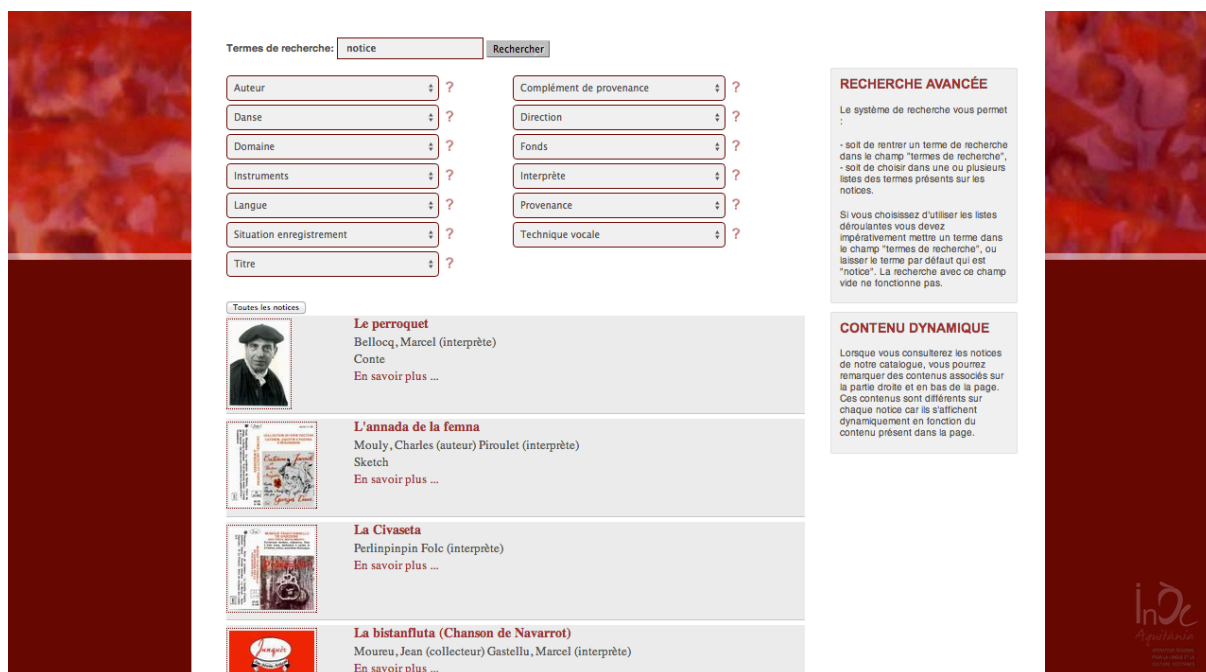 Termes de recherche: notice Rechercher
Auteur ?
Danse ?
Domaine ?
Instruments ?
Langue ?
Situation enregistrement ?
Titre ?
Complément de provenance ?
Direction ?
Fonds ?
Interprète ?
Provenance ?
Technique vocale ?
Toutes les notices
Le perroquet
Bellocq, Marcel (interprète)
Conte
En savoir plus ...
L'annada de la femna
Mouly, Charles (auteur) Piroulet (interprète)
Sketch
En savoir plus ...
La Civaseta
Perlinpinpin Folc (interprète)
En savoir plus ...
Junqué
La bistanfluta (Chanson de Navarrot)
Moureu, Jean (collecteur) Gastellu, Marcel (interprète)
En savoir plus ...
RECHERCHE AVANCÉE
Le système de recherche vous permet
:
- soit de rentrer un terme de recherche
dans le champ "termes de recherche",
- soit de choisir dans une ou plusieurs
listes des termes présents sur les
notices.
Si vous choisissez d'utiliser les listes
déroulantes vous devez
impérativement mettre un terme dans
le champ "termes de recherche", ou
laisser le terme par défaut qui est
"notice". La recherche avec ce champ
vide ne fonctionne pas.
CONTENU DYNAMIQUE
Lorsque vous consulterez les notices
de notre catalogue, vous pourrez
remarquer des contenus associés sur
la partie droite et en bas de la page.
Ces contenus sont différents sur
chaque notice car ils s'affichent
dynamiquement en fonction du
contenu présent dans la page.
InÒc
Aquitània